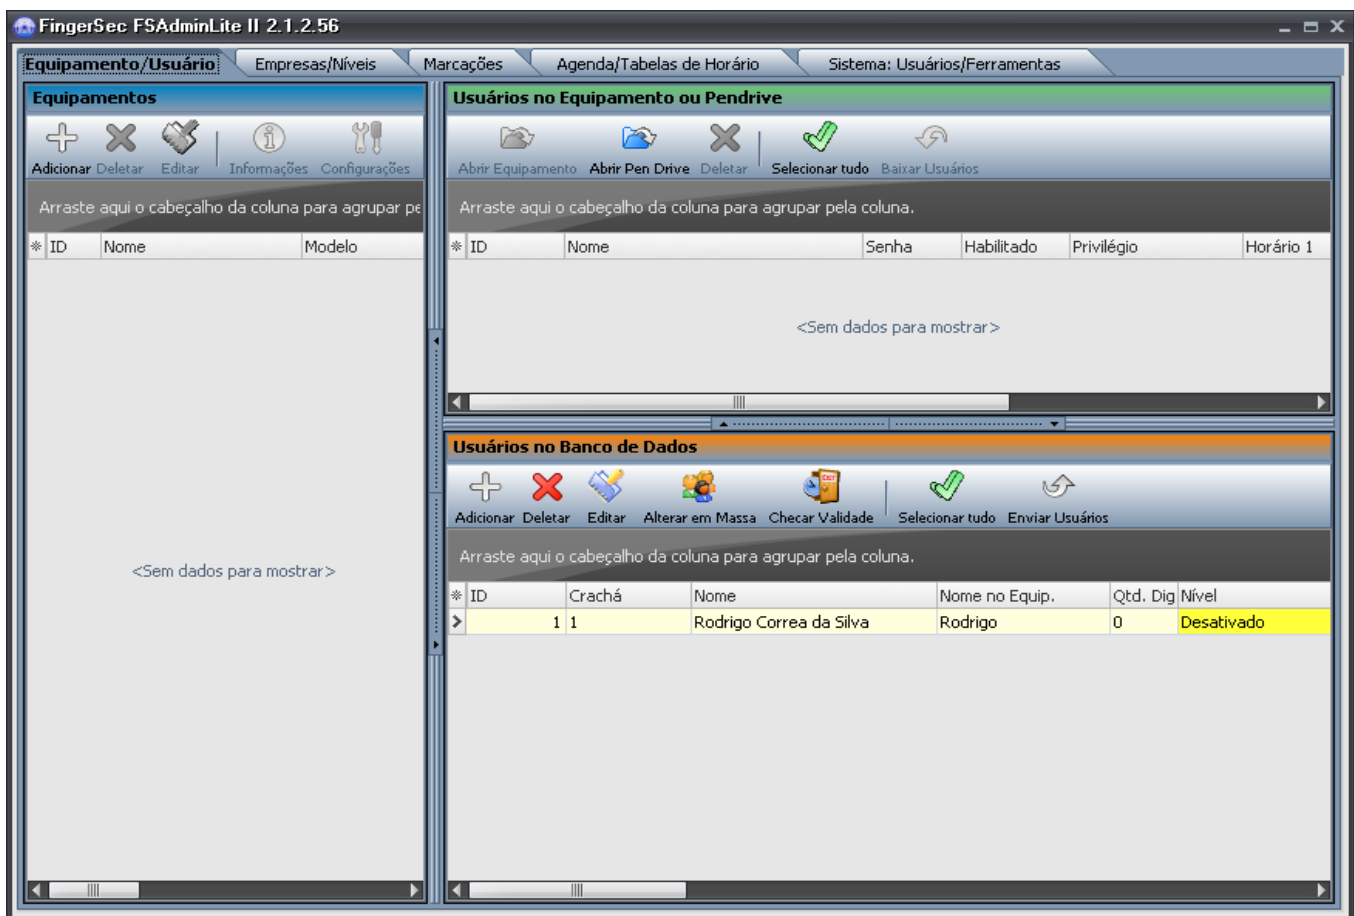 FingerSec FSAdminLite II 2.1.2.56
Equipamento/Usuário Empresas/Níveis Marcações Agenda/Tabelas de Horário Sistema: Usuários/Ferramentas
Equipamentos
Adicionar Deletar Editar Informações Configurações
Arraste aqui o cabeçalho da coluna para agrupar pe
ID Nome Modelo
<Sem dados para mostrar>
Usuários no Equipamento ou Pendrive
Abrir Equipamento Abrir Pen Drive Deletar Selecionar tudo Baixar Usuários
Arraste aqui o cabeçalho da coluna para agrupar pela coluna.
ID Nome Senha Habilitado Privilégio Horário 1
<Sem dados para mostrar>
Usuários no Banco de Dados
Adicionar Deletar Editar Alterar em Massa Checar Validade Selecionar tudo Enviar Usuários
Arraste aqui o cabeçalho da coluna para agrupar pela coluna.
ID Crachá Nome Nome no Equip. Qtd. Dig Nível
1 1 Rodrigo Correa da Silva Rodrigo 0 Desativado